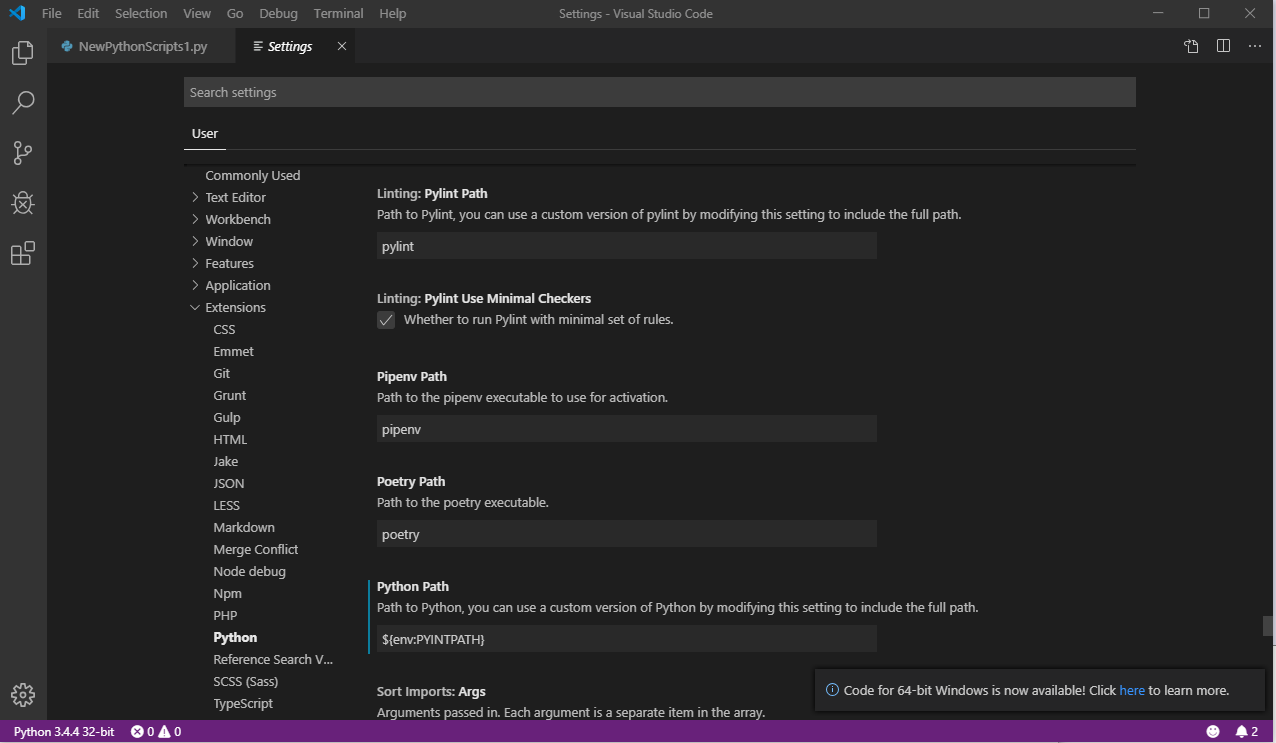 File Edit Selection View Go Debug Terminal Help Settings - Visual Studio Code
NewPythonScripts1.py Settings
Search settings
User
Commonly Used
Text Editor
Workbench
Window
Features
Application
Extensions
CSS
Emmet
Git
Grunt
Gulp
HTML
Jake
JSON
LESS
Markdown
Merge Conflict
Node debug
Npm
PHP
Python
Reference Search V...
SCSS (Sass)
TypeScript
Linting: Pylint Path
Path to Pylint, you can use a custom version of pylint by modifying this setting to include the full path.
pylint
Linting: Pylint Use Minimal Checkers
Whether to run Pylint with minimal set of rules.
Pipenv Path
Path to the pipenv executable to use for activation.
pipenv
Poetry Path
Path to the poetry executable.
poetry
Python Path
Path to Python, you can use a custom version of Python by modifying this setting to include the full path.
${env:PYINTPATH}
Sort Imports: Args
Arguments passed in. Each argument is a separate item in the array.
Code for 64-bit Windows is now available! Click here to learn more.
Python 3.4.4 32-bit 0 0 2